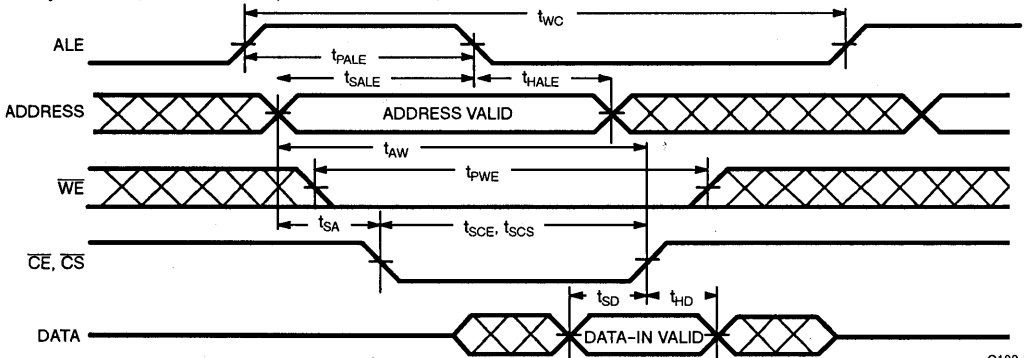 tWC
ALE
tPALE
tSALE
tHALE
ADDRESS
ADDRESS VALID
tAW
WE
tPWE
tSA
tSCE, tSCS
CE, CS
tSD
tHD
DATA
DATA-IN VALID